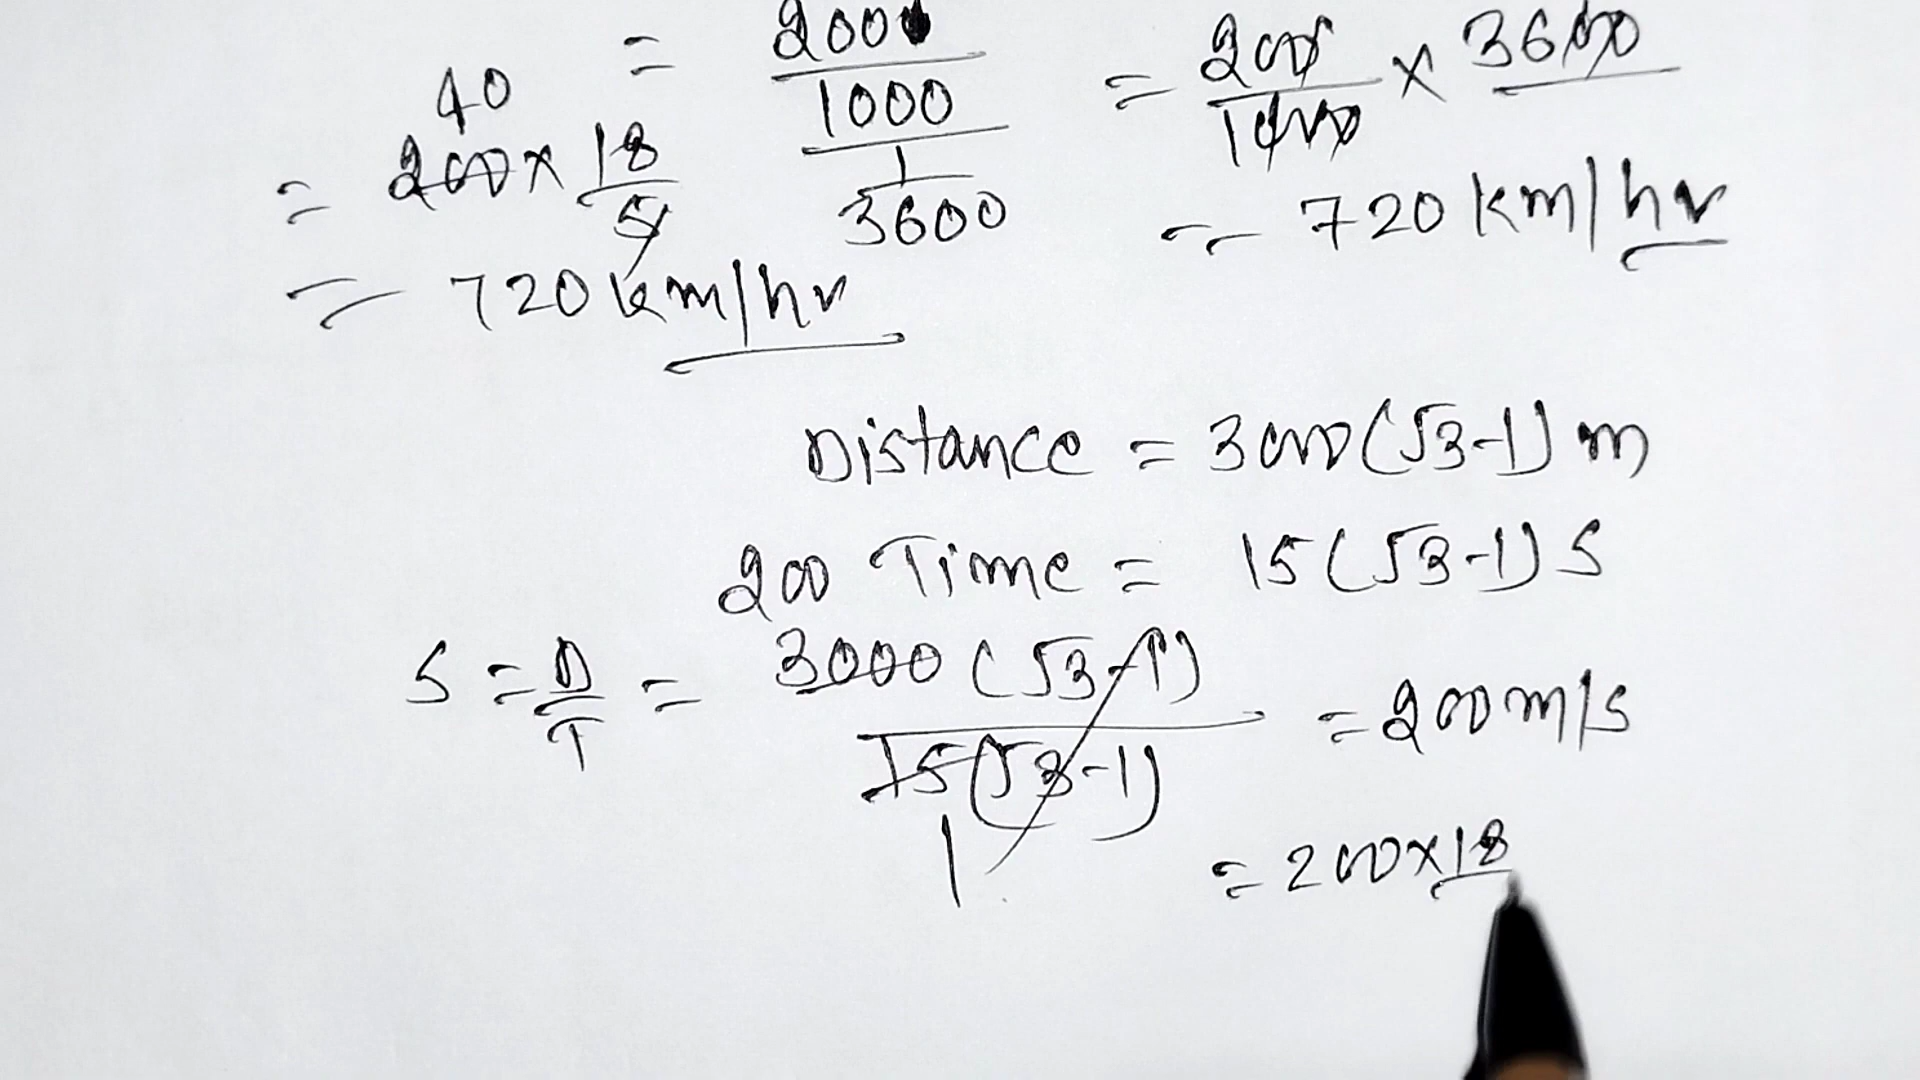 = 2000/1000/1/3600 = 200/1000 × 3600
40
= 200 × 18/5
= 720 km/hr
= 720 km/hr
Distance = 3000(√3-1) m
200 Time = 15(√3-1) s
S = D/T = 3000(√3-1)/15(√3-1) = 200 m/s
1
= 200×18